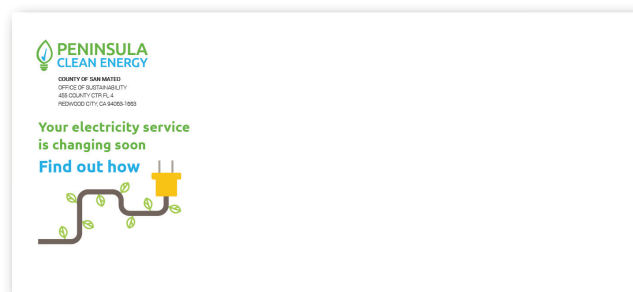 PENINSULA
CLEAN ENERGY
COUNTY OF SAN MATEO
OFFICE OF SUSTAINABILITY
455 COUNTY CTR FL 4
REDWOOD CITY, CA 94063-1663
Your electricity service
is changing soon
Find out how